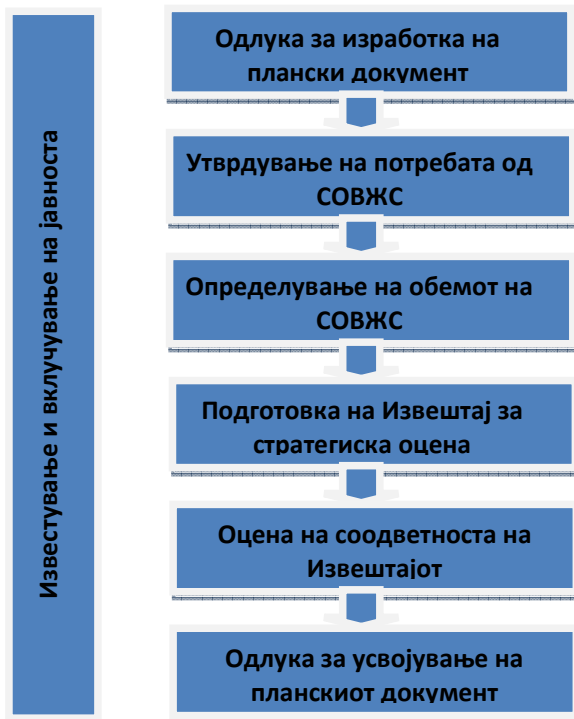 Известување и вклучување на јавноста
Одлука за изработка на
плански документ
Утврдување на потребата од
СОВЖС
Определување на обемот на
СОВЖС
Подготовка на Извештај за
стратегиска оцена
Оцена на соодветноста на
Извештајот
Одлука за усвојување на
планскиот документ